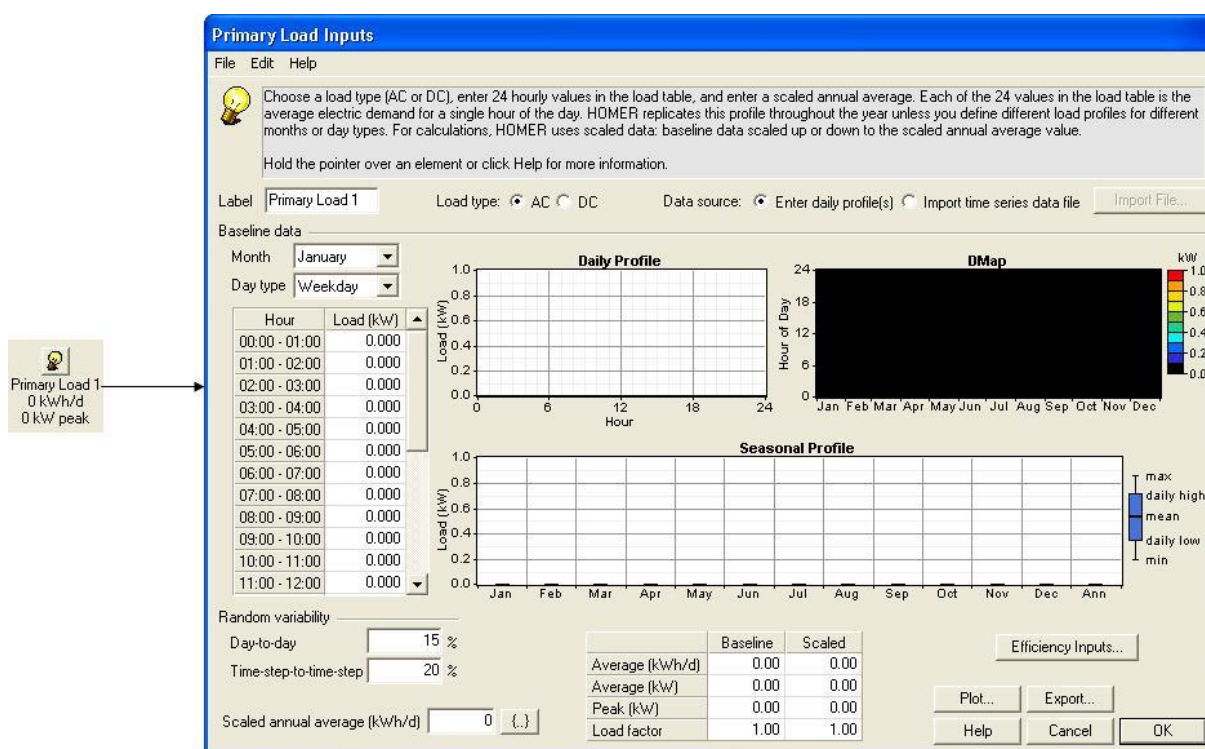 Primary Load Inputs
File Edit Help
Choose a load type (AC or DC), enter 24 hourly values in the load table, and enter a scaled annual average. Each of the 24 values in the load table is the
average electric demand for a single hour of the day. HOMER replicates this profile throughout the year unless you define different load profiles for different
months or day types. For calculations, HOMER uses scaled data: baseline data scaled up or down to the scaled annual average value.
Hold the pointer over an element or click Help for more information.
Label Primary Load 1 Load type: AC DC Data source: Enter daily profile(s) Import time series data file Import File...
Baseline data
Month January
Day type Weekday
Hour Load (kW)
00:00 - 01:00 0.000
01:00 - 02:00 0.000
02:00 - 03:00 0.000
03:00 - 04:00 0.000
04:00 - 05:00 0.000
05:00 - 06:00 0.000
06:00 - 07:00 0.000
07:00 - 08:00 0.000
08:00 - 09:00 0.000
09:00 - 10:00 0.000
10:00 - 11:00 0.000
11:00 - 12:00 0.000
Primary Load 1
0 kWh/d
0 kW peak
Daily Profile
Load (kW)
1.0
0.8
0.6
0.4
0.2
0.0
0 6 12 18 24
Hour
DMap
Hour of Day
24
18
12
6
0
Jan Feb Mar Apr May Jun Jul Aug Sep Oct Nov Dec
kW
1.0
0.8
0.6
0.4
0.2
0.0
Seasonal Profile
Load (kW)
1.0
0.8
0.6
0.4
0.2
0.0
Jan Feb Mar Apr May Jun Jul Aug Sep Oct Nov Dec Ann
max
daily high
mean
daily low
min
Random variability
Day-to-day 15 %
Time-step-to-time-step 20 %
Scaled annual average (kWh/d) 0 {..}
Baseline Scaled
Average (kWh/d) 0.00 0.00
Average (kW) 0.00 0.00
Peak (kW) 0.00 0.00
Load factor 1.00 1.00
Efficiency Inputs...
Plot... Export...
Help Cancel OK